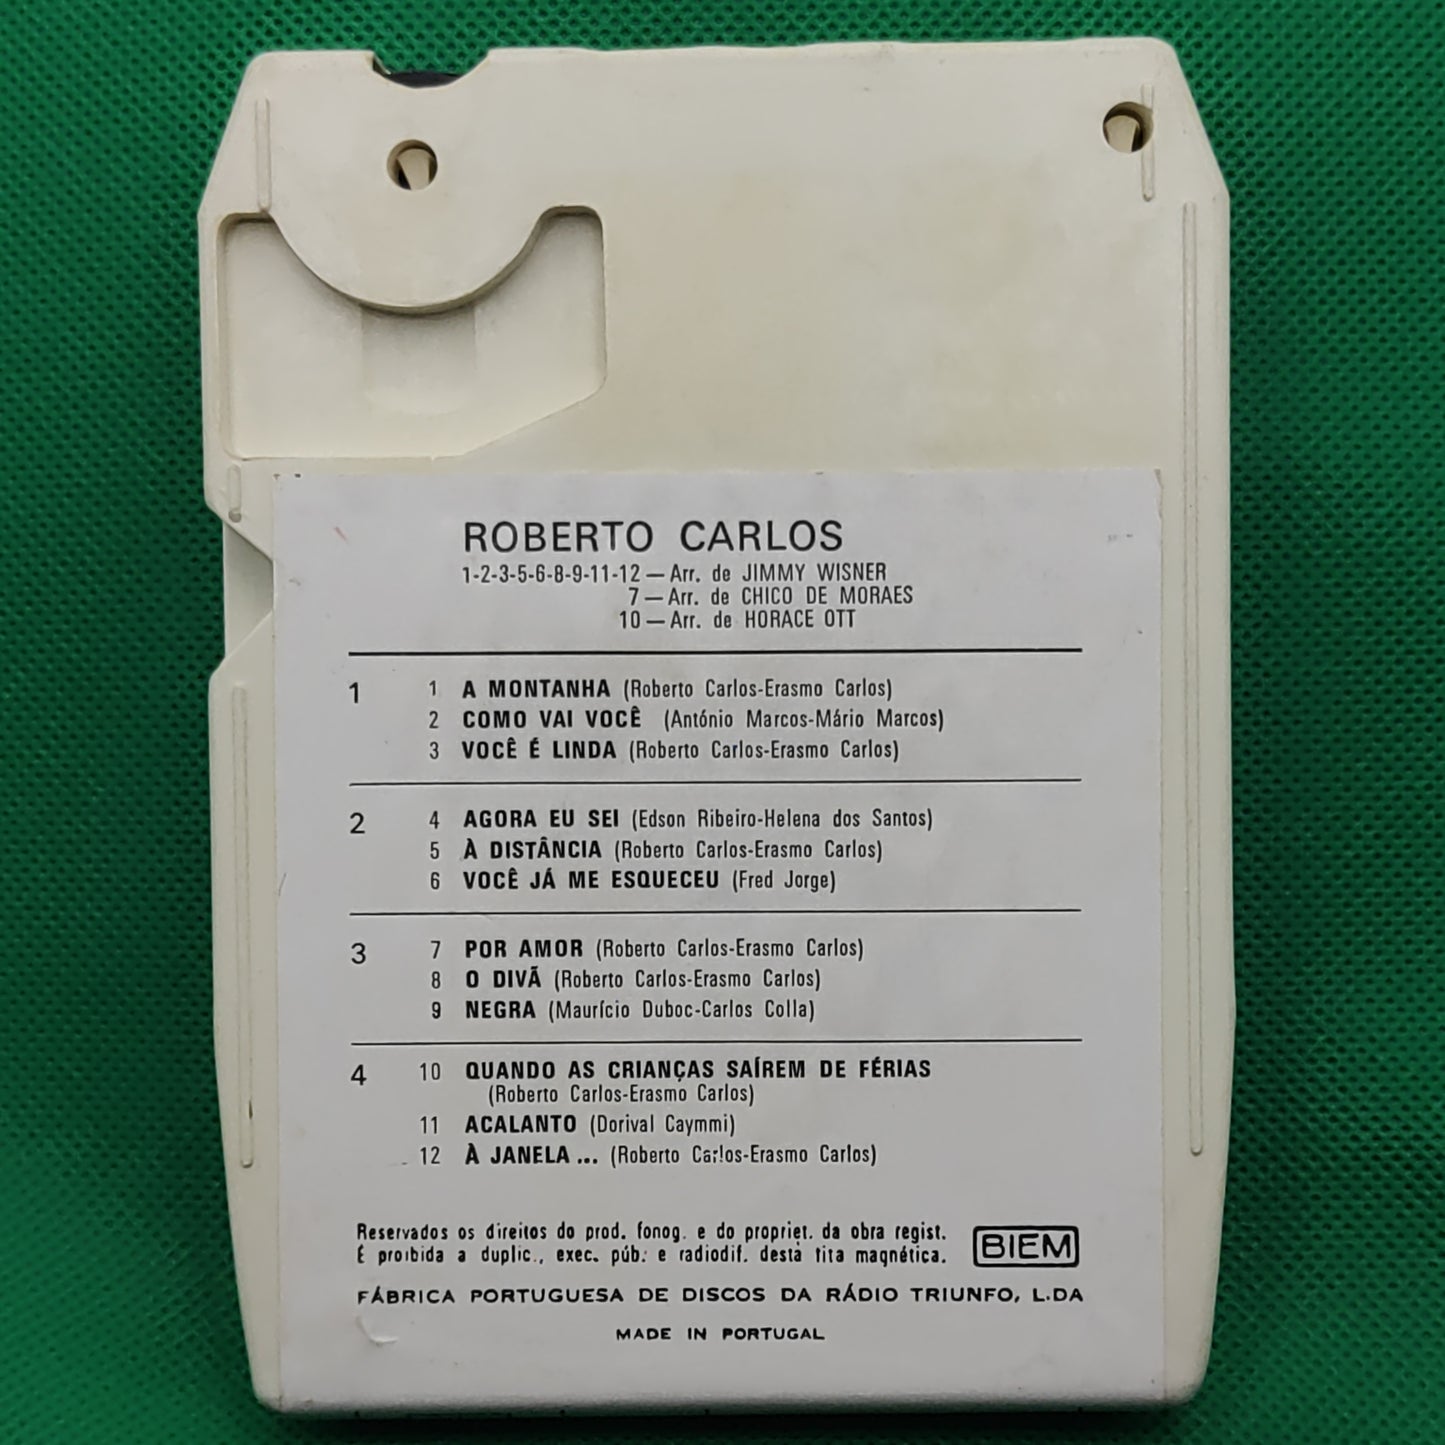 ROBERTO CARLOS
1-2-3-5-6-8-9-11-12 — Arr. de JIMMY WISNER
7 — Arr. de CHICO DE MORAES
10 — Arr. de HORACE OTT
1 1 A MONTANHA (Roberto Carlos-Erasmo Carlos)
2 COMO VAI VOCÊ (António Marcos-Mário Marcos)
3 VOCÊ É LINDA (Roberto Carlos-Erasmo Carlos)
2 4 AGORA EU SEI (Edson Ribeiro-Helena dos Santos)
5 À DISTÂNCIA (Roberto Carlos-Erasmo Carlos)
6 VOCÊ JÁ ME ESQUECEU (Fred Jorge)
3 7 POR AMOR (Roberto Carlos-Erasmo Carlos)
8 O DIVÃ (Roberto Carlos-Erasmo Carlos)
9 NEGRA (Maurício Duboc-Carlos Colla)
4 10 QUANDO AS CRIANÇAS SAÍREM DE FÉRIAS
(Roberto Carlos-Erasmo Carlos)
11 ACALANTO (Dorival Caymmi)
12 À JANELA ... (Roberto Carlos-Erasmo Carlos)
Reservados os direitos do prod. fonog. e do propriet. da obra regist.
É proibida a duplic., exec. púb. e radiodif. desta fita magnética.
BIEM
FÁBRICA PORTUGUESA DE DISCOS DA RÁDIO TRIUNFO, L.DA
MADE IN PORTUGAL